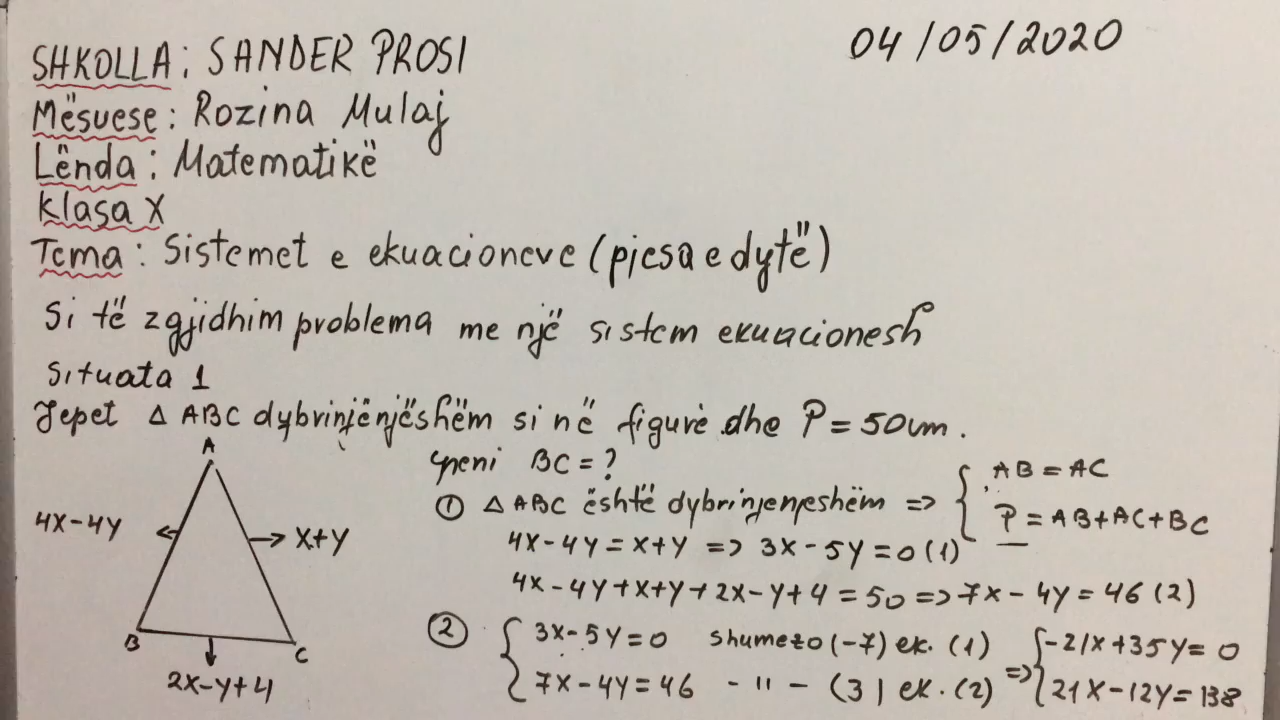 SHKOLLA: SANDER PROSI
04/05/2020
Mësuese: Rozina Mulaj
Lënda: Matematikë
Klasa X
Tema: Sistemet e ekuacioneve (pjesa e dytë)
Si të zgjidhim problema me një sistem ekuacionesh
Situata 1
Jepet △ ABC dybrinjënjëshëm si në figurë dhe P = 50cm.
gjeni BC = ?
① △ ABC është dybrinjenjeshëm => { AB = AC
P = AB+AC+BC
4x-4y = x+y => 3x-5y = 0 (1)
4x-4y+x+y+2x-y+4 = 50 => 7x-4y = 46 (2)
② { 3x-5y = 0 shumezo (-7) ek. (1) { -21x+35y = 0
7x-4y = 46 - " - (3) ek. (2) => 21x-12y = 138
A
4x-4y
x+y
B
C
2x-y+4